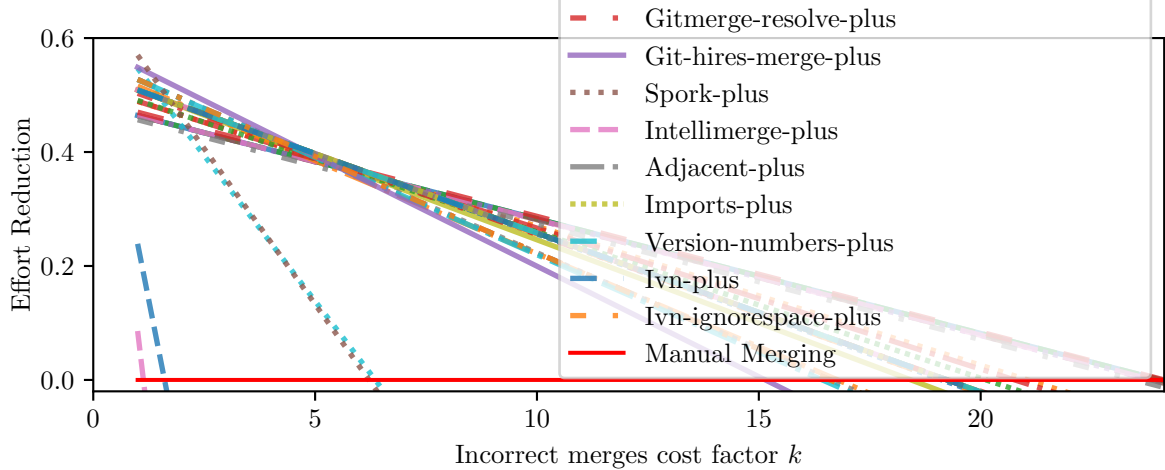 Gitmerge-resolve-plus
Git-hires-merge-plus
Spork-plus
Intellimerge-plus
Adjacent-plus
Imports-plus
Version-numbers-plus
Ivn-plus
Ivn-ignorespace-plus
Manual Merging
Effort Reduction
0.6
0.4
0.2
0.0
0
5
10
15
20
Incorrect merges cost factor k